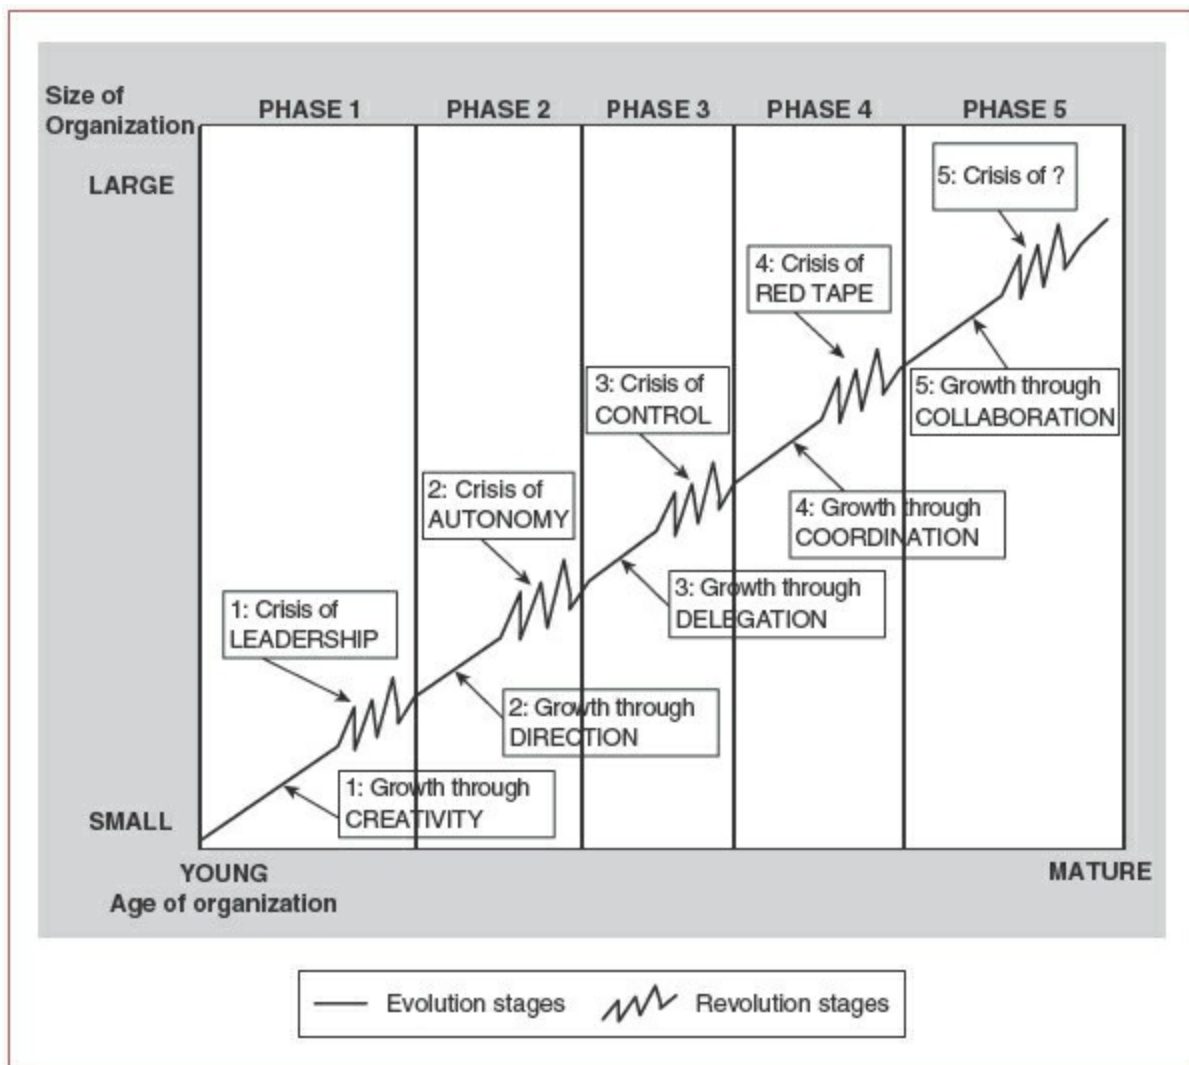 Size of
Organization
PHASE 1
PHASE 2
PHASE 3
PHASE 4
PHASE 5
LARGE
5: Crisis of ?
4: Crisis of
RED TAPE
3: Crisis of
CONTROL
5: Growth through
COLLABORATION
2: Crisis of
AUTONOMY
4: Growth through
COORDINATION
1: Crisis of
LEADERSHIP
3: Growth through
DELEGATION
2: Growth through
DIRECTION
1: Growth through
CREATIVITY
SMALL
YOUNG
MATURE
Age of organization
Evolution stages
Revolution stages